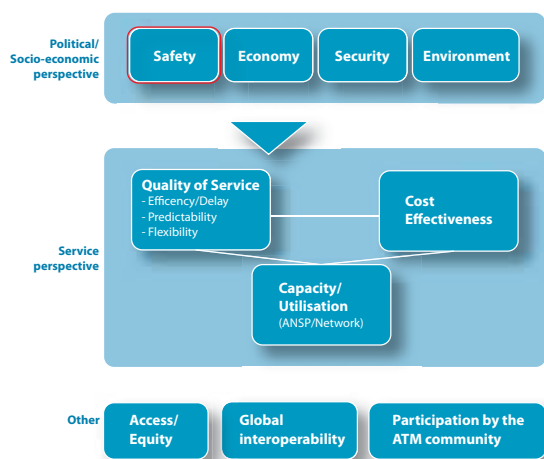 Political/
Socio-economic
perspective
Safety
Economy
Security
Environment
Service
perspective
Quality of Service
- Efficency/Delay
- Predictability
- Flexibility
Cost
Effectiveness
Capacity/
Utilisation
(ANSP/Network)
Other
Access/
Equity
Global
interoperability
Participation by the
ATM community